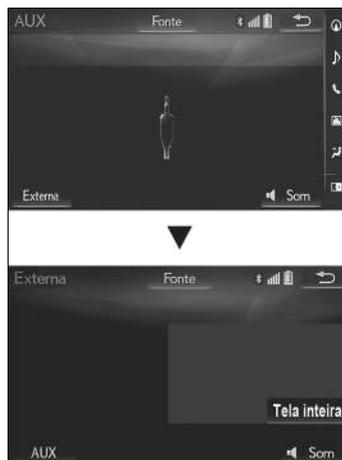 AUX Fonte
Externa Som
Externa Fonte
Tela inteira
AUX Som